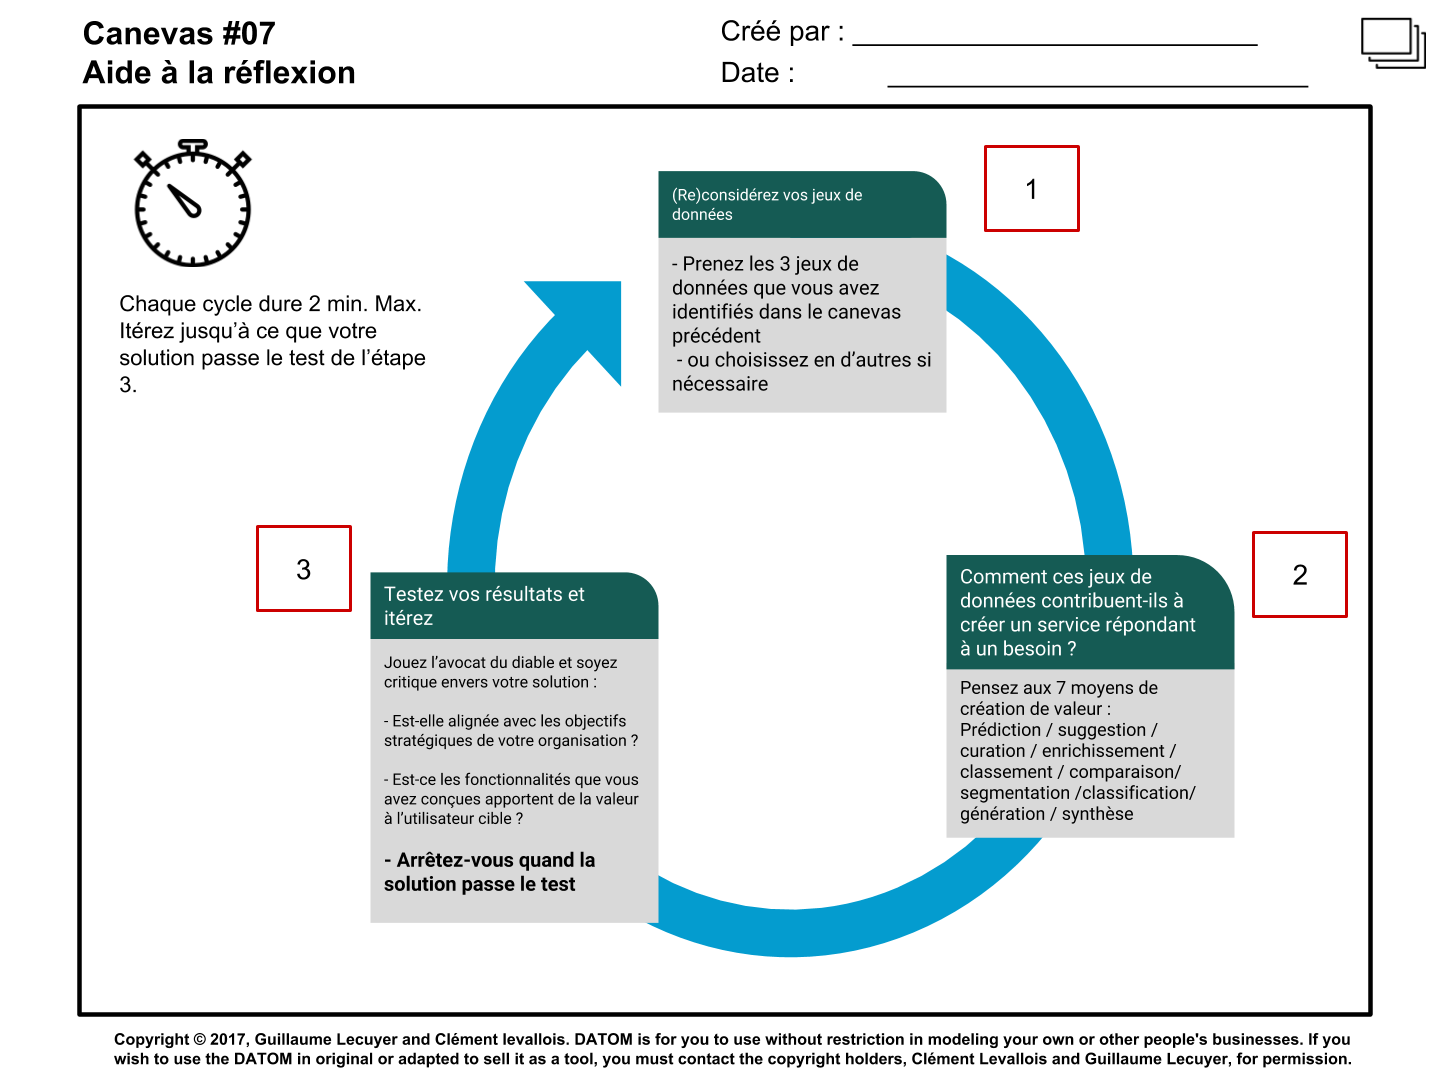 Canevas #07
Aide à la réflexion
Créé par : ___________________________
Date : ____________________________
Chaque cycle dure 2 min. Max.
Itérez jusqu’à ce que votre
solution passe le test de l’étape
3.
1
(Re)considérez vos jeux de
données
- Prenez les 3 jeux de
données que vous avez
identifiés dans le canevas
précédent
- ou choisissez en d’autres si
nécessaire
2
Comment ces jeux de
données contribuent-ils à
créer un service répondant
à un besoin ?
Pensez aux 7 moyens de
création de valeur :
Prédiction / suggestion /
curation / enrichissement /
classement / comparaison/
segmentation /classification/
génération / synthèse
3
Testez vos résultats et
itérez
Jouez l’avocat du diable et soyez
critique envers votre solution :
- Est-elle alignée avec les objectifs
stratégiques de votre organisation ?
- Est-ce les fonctionnalités que vous
avez conçues apportent de la valeur
à l’utilisateur cible ?
- Arrêtez-vous quand la
solution passe le test
Copyright © 2017, Guillaume Lecuyer and Clément levallois. DATOM is for you to use without restriction in modeling your own or other people's businesses. If you
wish to use the DATOM in original or adapted to sell it as a tool, you must contact the copyright holders, Clément Levallois and Guillaume Lecuyer, for permission.